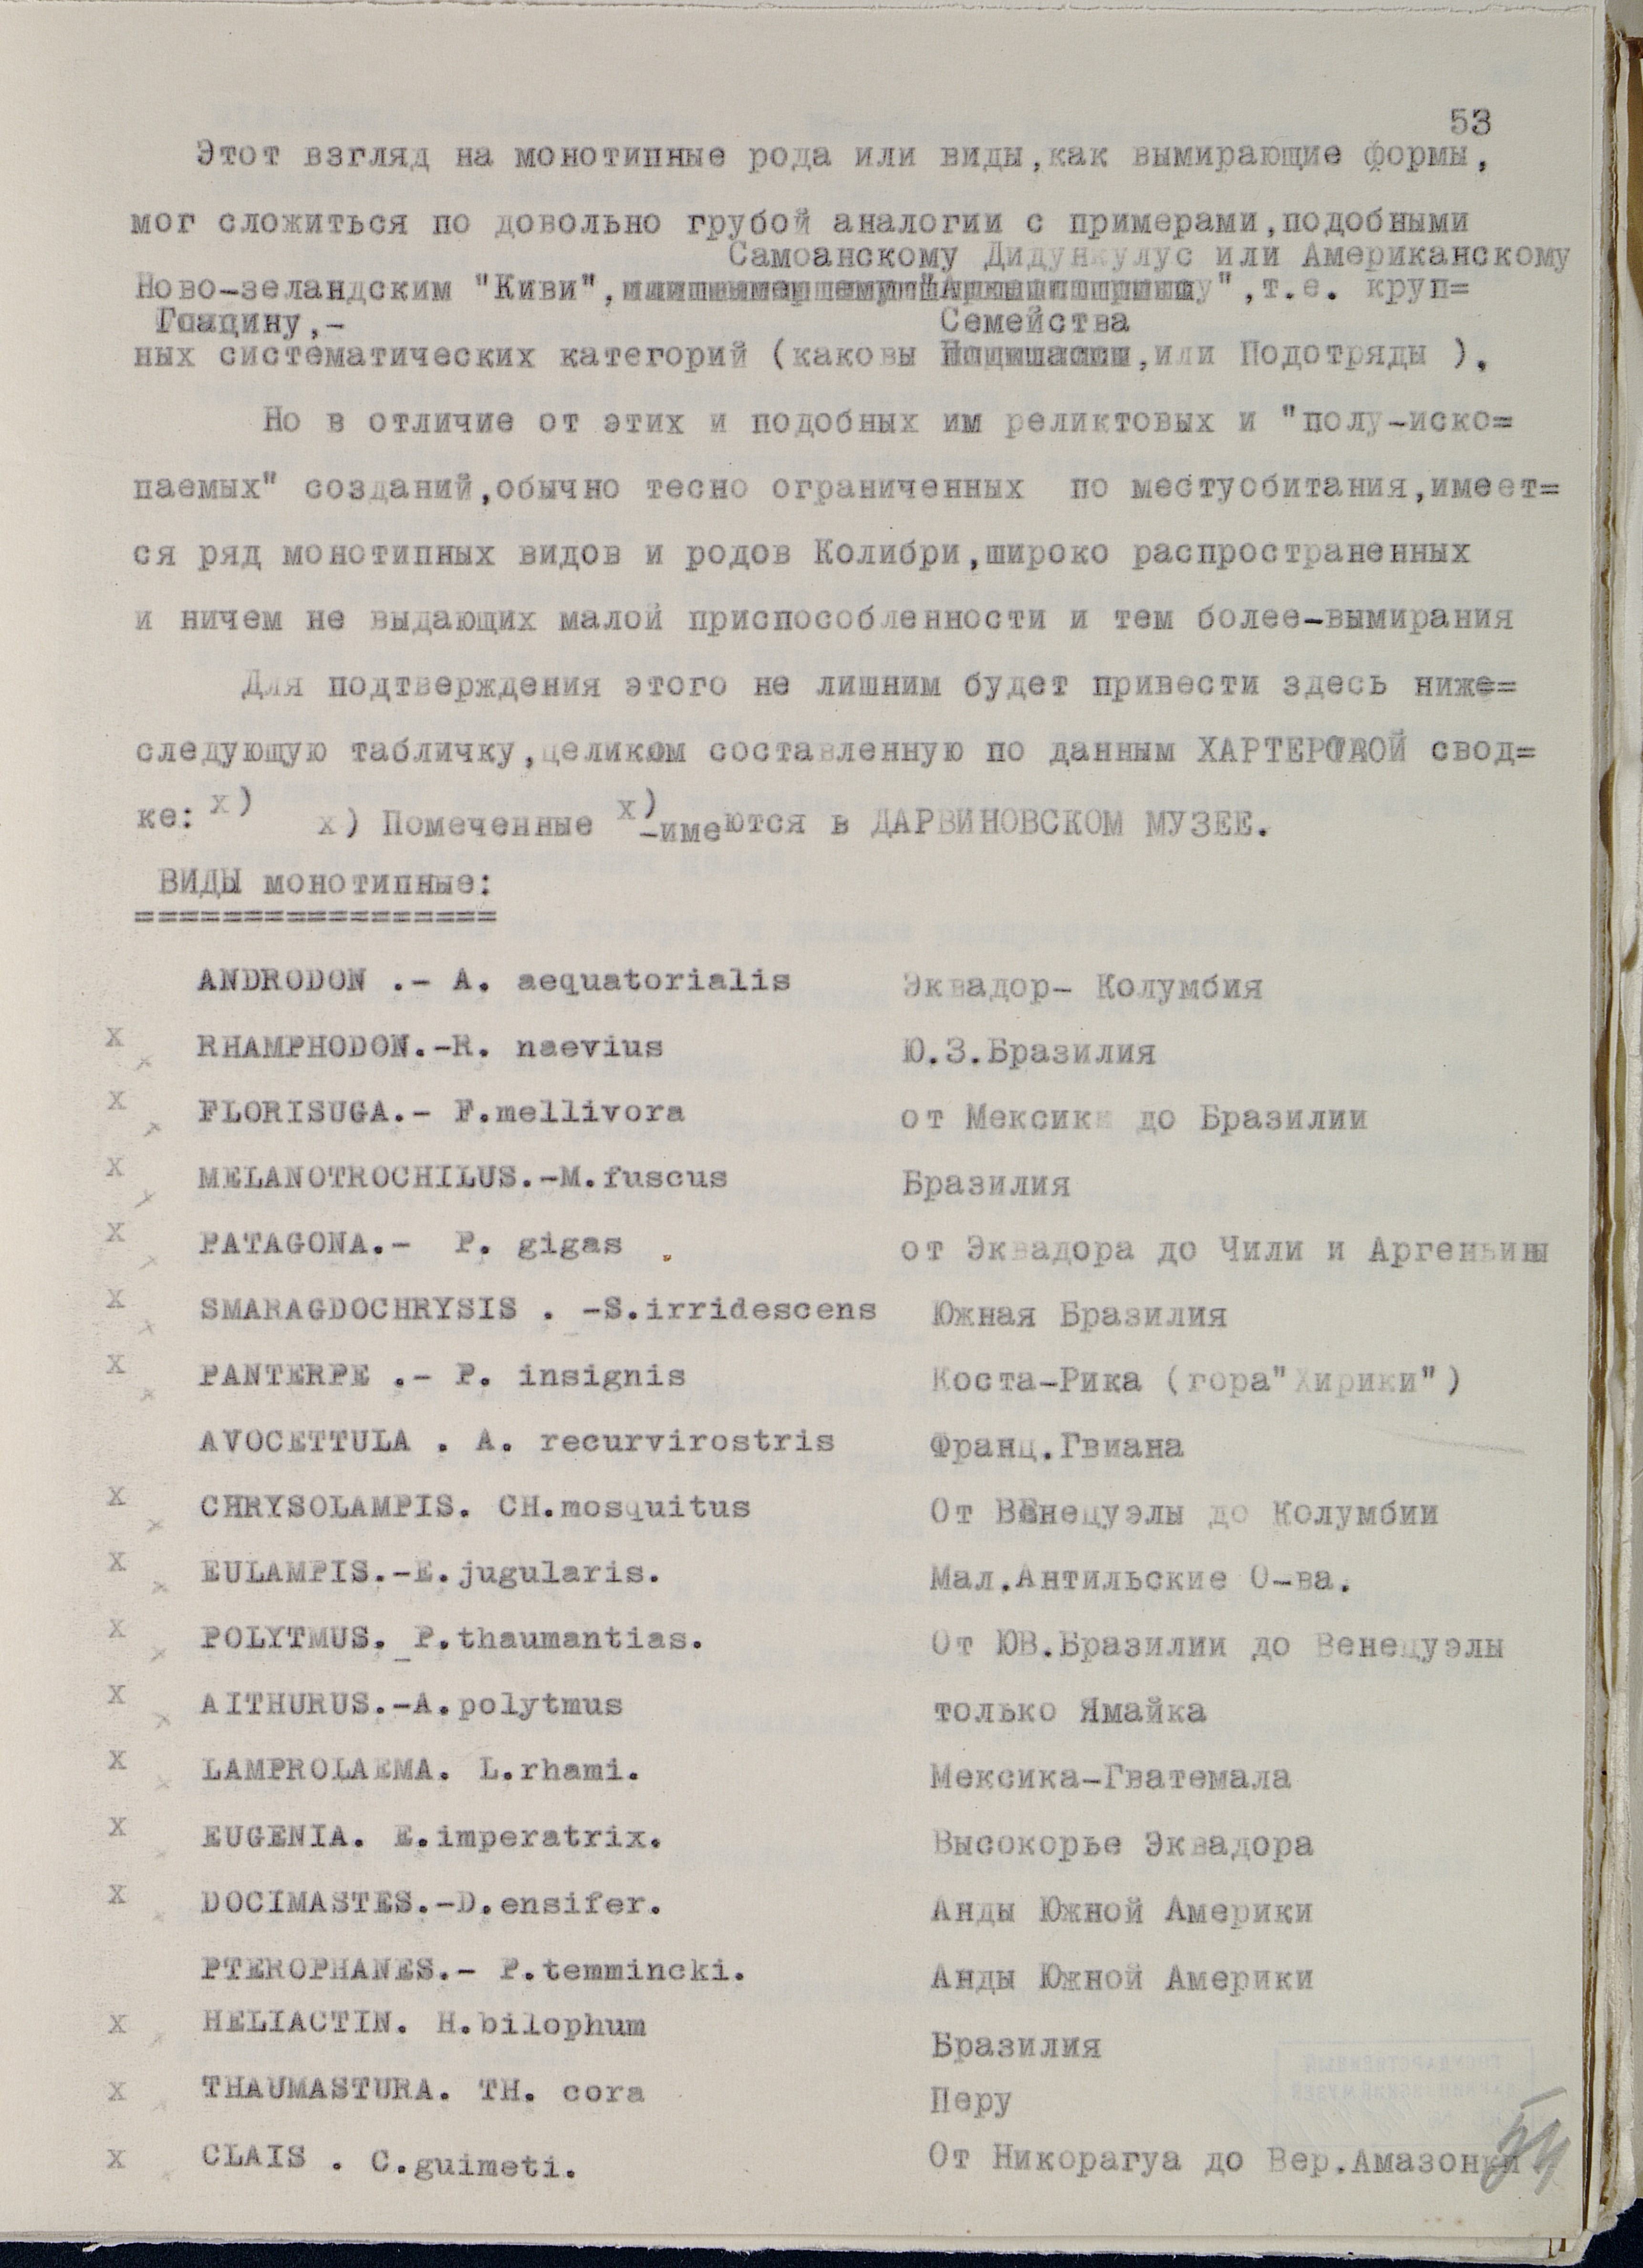 53
Этот взгляд на монотипные рода или виды,как вымирающие формы,
мог сложиться по довольно грубой аналогии с примерами,подобными
Самоанскому Дидункулус или Американскому
Ново-зеландским "Киви", ",т.е. круп=
Гоацину,-
Семейства
ных систематических категорий (каковы ,или Подотряды ).
Но в отличие от этих и подобных им реликтовых и "полу-иско=
паемых" созданий,обычно тесно ограниченных по местуобитания,имеет=
ся ряд монотипных видов и родов Колибри,широко распространенных
и ничем не выдающих малой приспособленности и тем более-вымирания
Для подтверждения этого не лишним будет привести здесь ниже=
следующую табличку,целиком составленную по данным свод=
ке: х) х) Помеченные х)-имеются в ДАРВИНОВСКОМ МУЗЕЕ.
ВИДЫ монотипные:
=================
ANDRODON .- A. aequatorialis Эквадор- Колумбия
х х RHAMPHODON.-R. naevius Ю.З.Бразилия
х х FLORISUGA.- F.mellivora от Мексики до Бразилии
х х MELANOTROCHILUS.-M.fuscus Бразилия
х х PATAGONA.- P. gigas от Эквадора до Чили и Аргеньины
х х SMARAGDOCHRYSIS . -S.irridescens Южная Бразилия
х х PANTERPE .- P. insignis Коста-Рика (гора"Хирики")
AVOCETTULA . A. recurvirostris Франц.Гвиана
х х CHRYSOLAMPIS. CH.mosquitus От Венецуэлы до Колумбии
х х EULAMPIS.-E.jugularis. Мал.Антильские О-ва.
х х POLYTMUS._P.thaumantias. От ЮВ.Бразилии до Венецуэлы
х х AITHURUS.-A.polytmus только Ямайка
х х LAMPROLAEMA. L.rhami. Мексика-Гватемала
х х EUGENIA. E.imperatrix. Высокорье Эквадора
х х DOCIMASTES.-D.ensifer. Анды Южной Америки
PTEROPHANES.- P.temmincki. Анды Южной Америки
х х HELIACTIN. H.bilophum Бразилия
х х THAUMASTURA. TH. cora Перу
х х CLAIS . C.guimeti. От Никорагуа до Вер.Амазонки
54